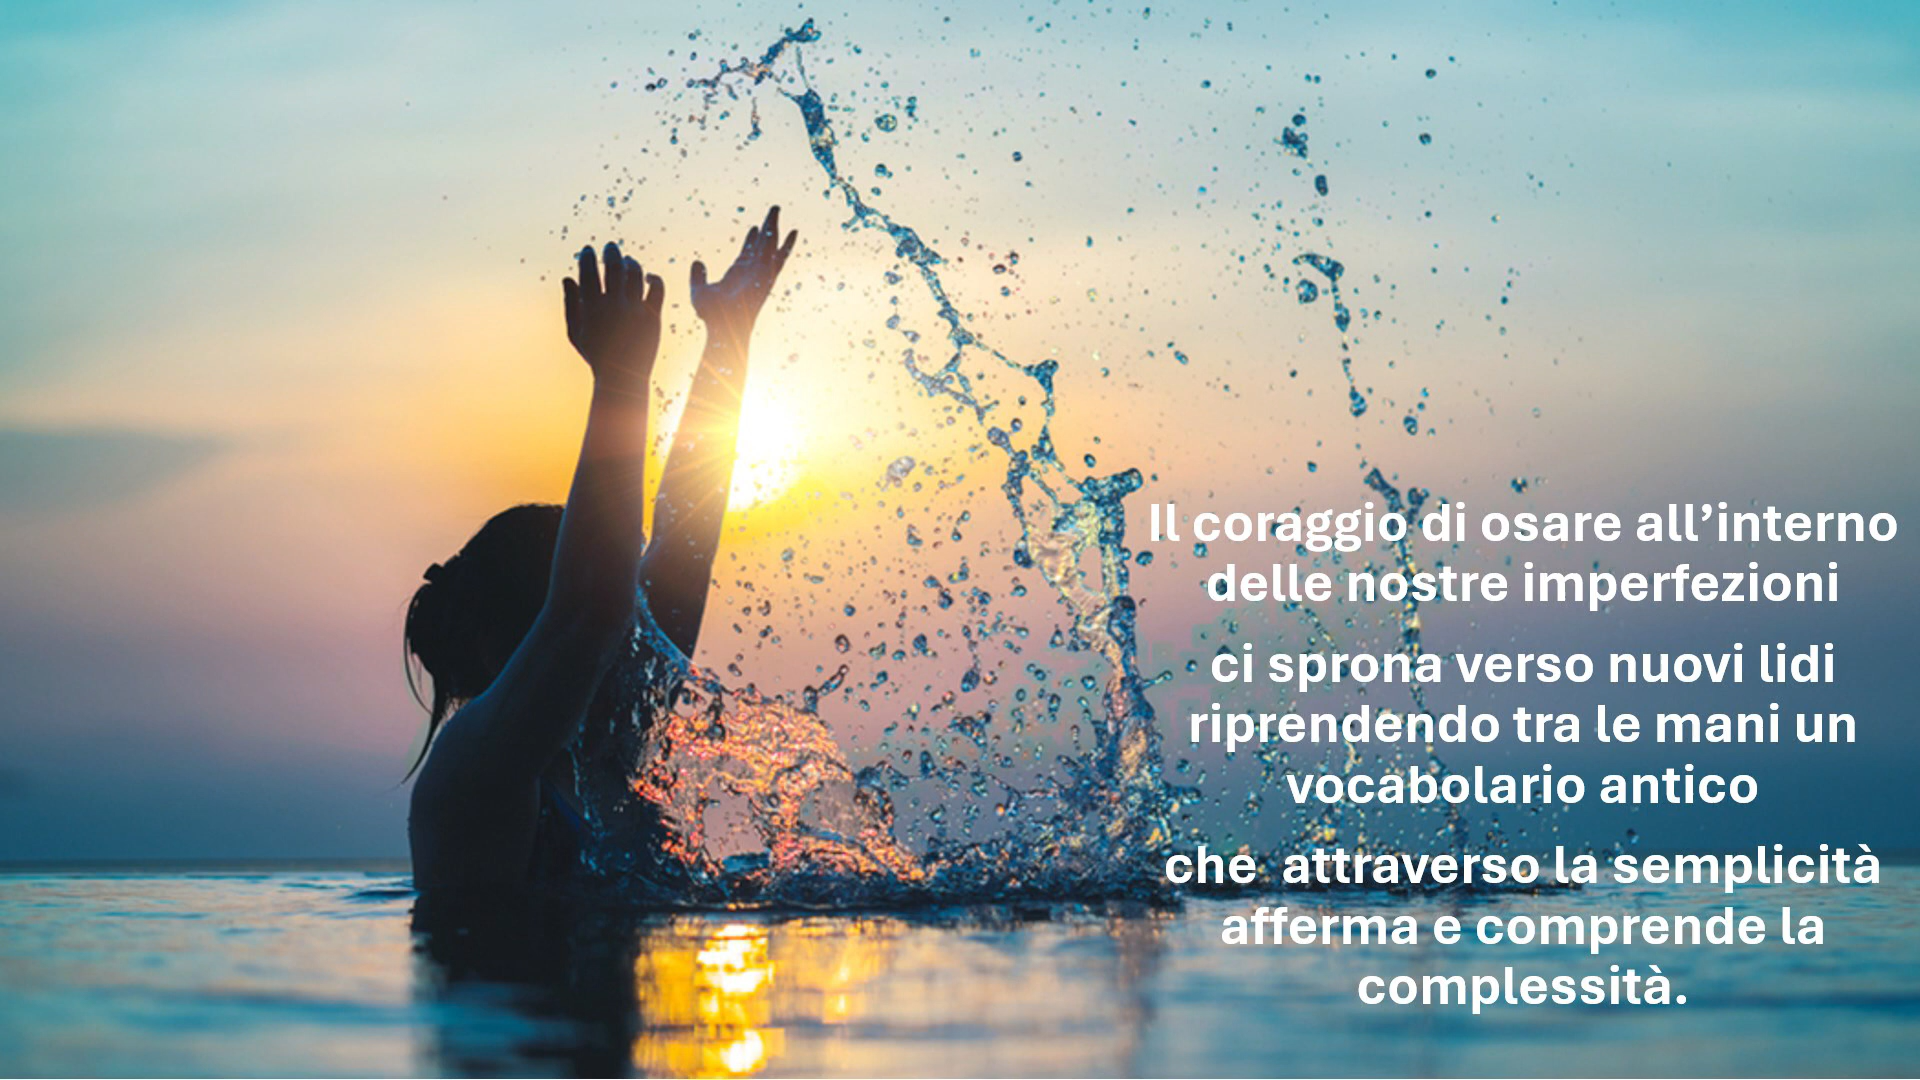 Il coraggio di osare all’interno
delle nostre imperfezioni
ci sprona verso nuovi lidi
riprendendo tra le mani un
vocabolario antico
che  attraverso la semplicità
afferma e comprende la
complessità.